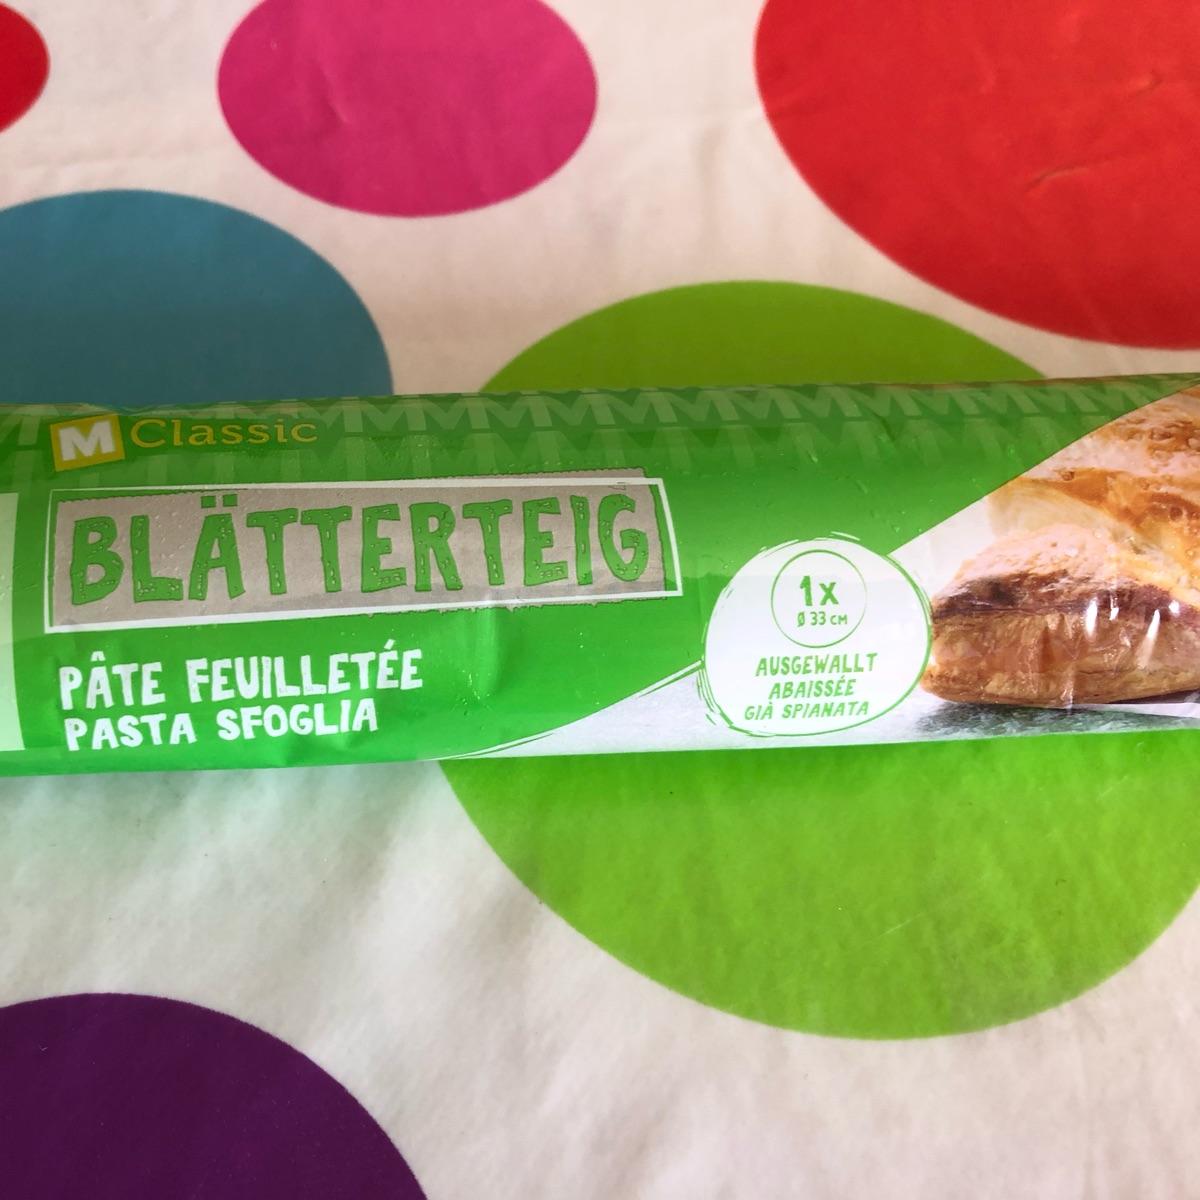 M Classic
BLÄTTERTEIG
PÂTE FEUILLETÉE
PASTA SFOGLIA
1x
Ø 33 CM
AUSGEWALLT
ABAISSÉE
GIÀ SPIANATA